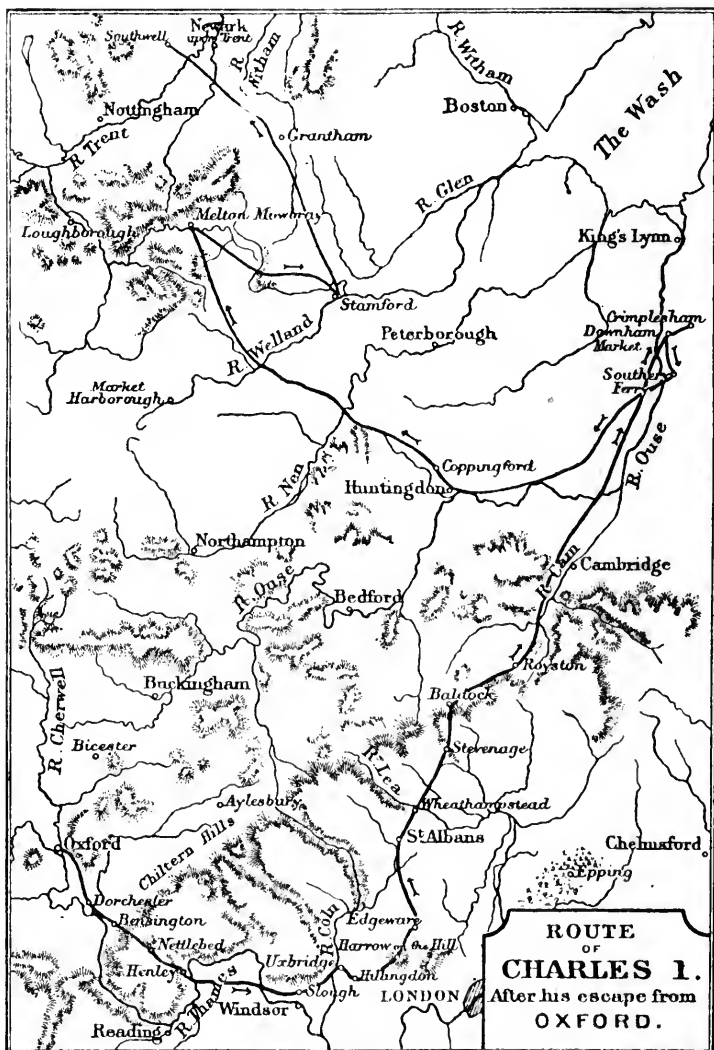 Southwell
Newark
upon Trent
R. Witham
R. Witham
Nottingham
Boston
The Wash
R. Trent
Grantham
R. Glen
Melton Mowbray
Loughborough
King's Lynn
Stamford
Crimplesham
Downham
Market
Peterborough
R. Welland
Southery
Ferry
Market
Harborough
R. Ouse
Coppingford
R. Nen
Huntingdon
Northampton
R. Cam
Cambridge
R. Ouse
Bedford
Royston
R. Cherwell
Buckingham
Baldock
Bicester
Stevenage
R. Lea
Aylesbury
Wheathampstead
Oxford
Chiltern Hills
St. Albans
Chelmsford
Epping
Dorchester
Bensington
R. Coln
Edgeware
Nettlebed
Harrow on the Hill
Uxbridge
Henley
Hillingdon
R. Thames
Slough
LONDON
Windsor
Reading
ROUTE
OF
CHARLES 1.
After his escape from
OXFORD.